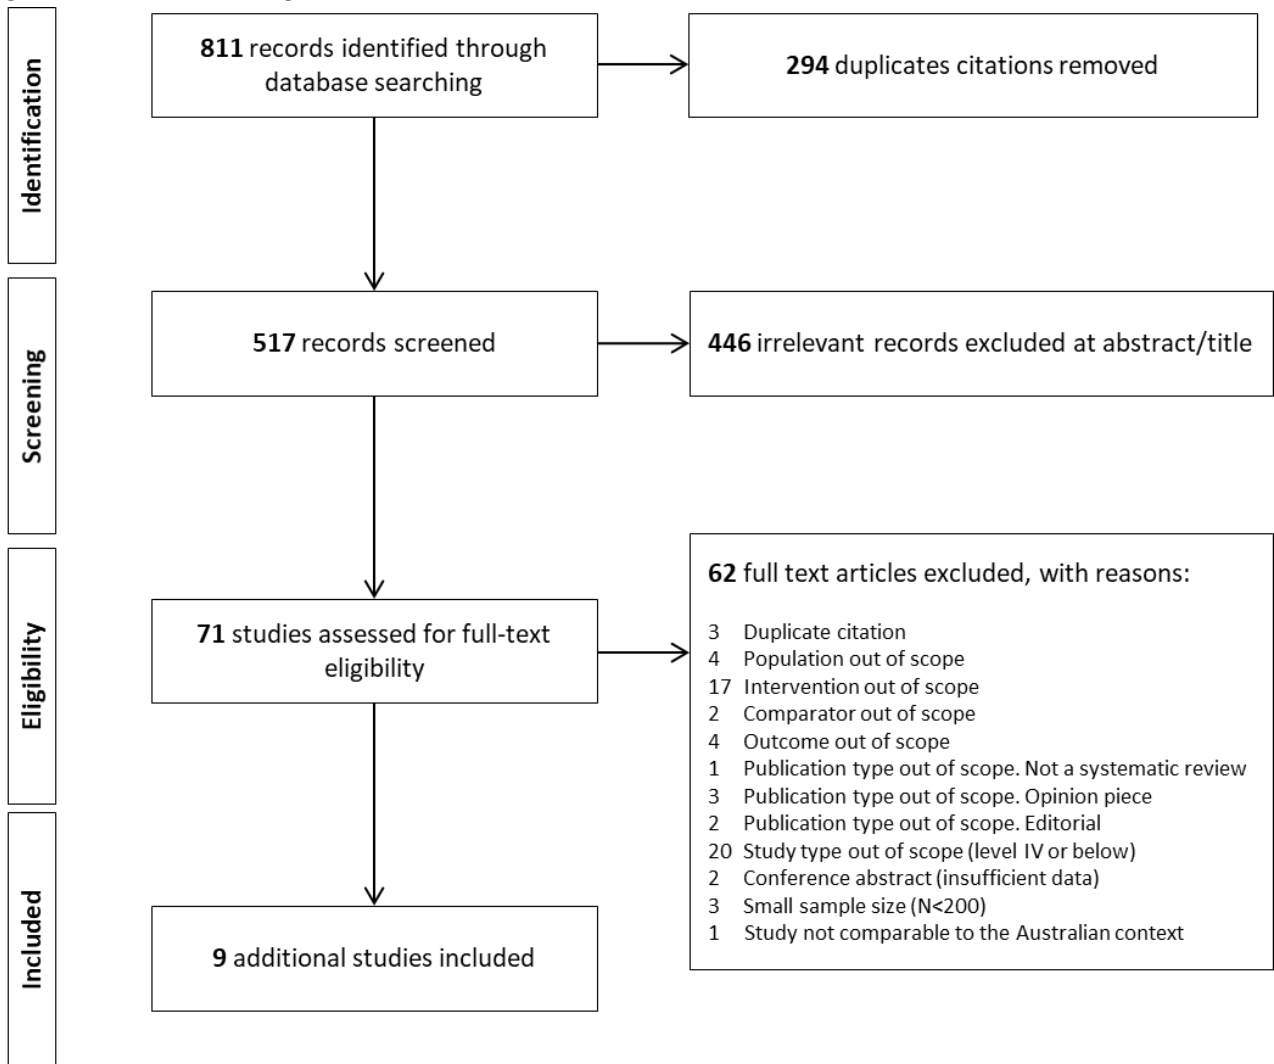 Identification
811 records identified through
database searching
294 duplicates citations removed
Screening
517 records screened
446 irrelevant records excluded at abstract/title
Eligibility
71 studies assessed for full-text
eligibility
62 full text articles excluded, with reasons:
3 Duplicate citation
4 Population out of scope
17 Intervention out of scope
2 Comparator out of scope
4 Outcome out of scope
1 Publication type out of scope. Not a systematic review
3 Publication type out of scope. Opinion piece
2 Publication type out of scope. Editorial
20 Study type out of scope (level IV or below)
2 Conference abstract (insufficient data)
3 Small sample size (N<200)
1 Study not comparable to the Australian context
Included
9 additional studies included